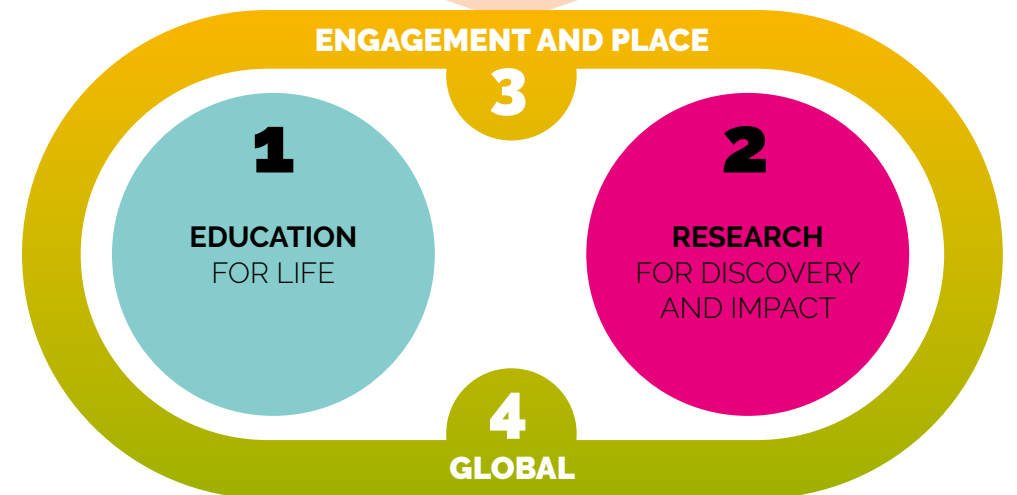 ENGAGEMENT AND PLACE
3
1
EDUCATION
FOR LIFE
2
RESEARCH
FOR DISCOVERY
AND IMPACT
4
GLOBAL